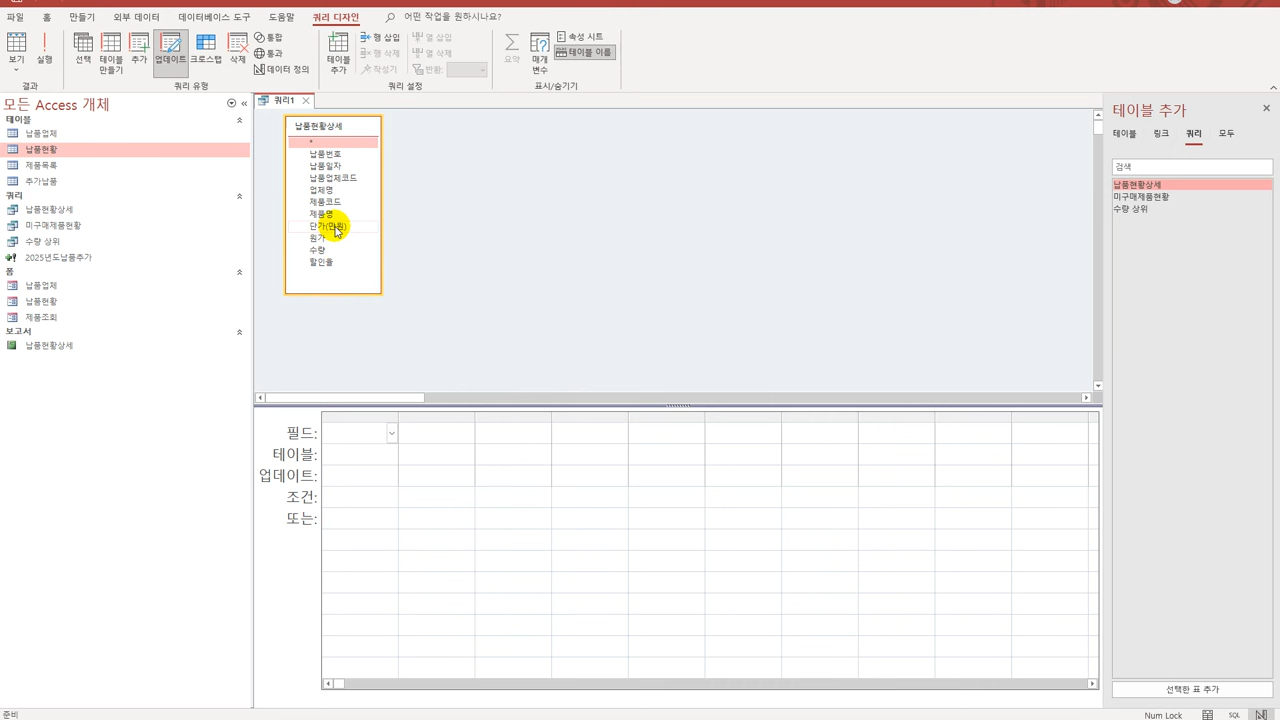 파일 홈 만들기 외부 데이터 데이터베이스 도구 도움말 쿼리 디자인 어떤 작업을 원하시나요?
보기 실행 선택 테이블 만들기 추가 업데이트 크로스탭 삭제 통합 통과 데이터 정의
테이블 추가 행 삽입 행 삭제 작성기 열 삽입 열 삭제 반환:
요약 매개 변수 속성 시트 테이블 이름
결과 쿼리 유형 쿼리 설정 표시/숨기기
모든 Access 개체
테이블
납품업체
납품현황
제품목록
추가납품
쿼리
납품현황상세
미구매제품현황
수량 상위
2025년도납품추가
폼
납품업체
납품현황
제품조회
보고서
납품현황상세
쿼리1
납품현황상세
*
납품번호
납품일자
납품업체코드
업체명
제품코드
제품명
단가(만원)
원가
수량
할인율
필드:
테이블:
업데이트:
조건:
또는:
테이블 추가
테이블 링크 쿼리 모두
검색
납품현황상세
미구매제품현황
수량 상위
선택한 표 추가
준비
Num Lock
SQL